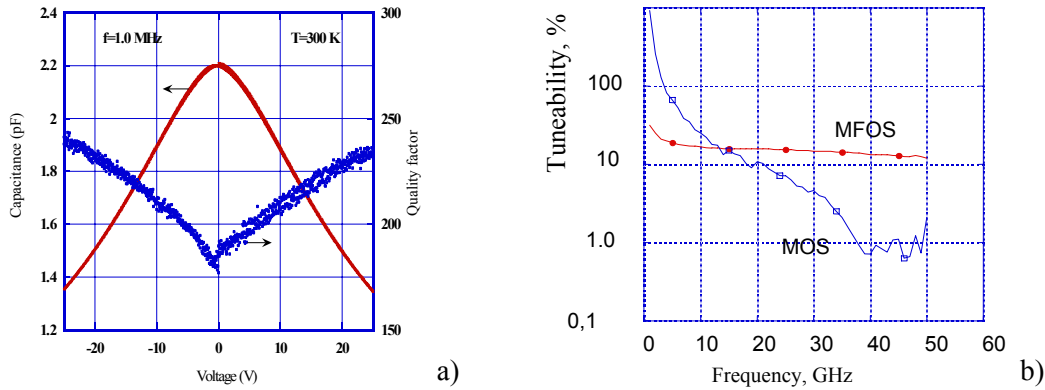 2.4
2.2
2.0
1.8
1.6
1.4
1.2
Capacitance (pF)
f=1.0 MHz
T=300 K
300
250
200
150
Quality factor
-20 -10 0 10 20
Voltage (V)
a)
Tuneability, %
100
10
1.0
0,1
MFOS
MOS
0 10 20 30 40 50 60
Frequency, GHz
b)